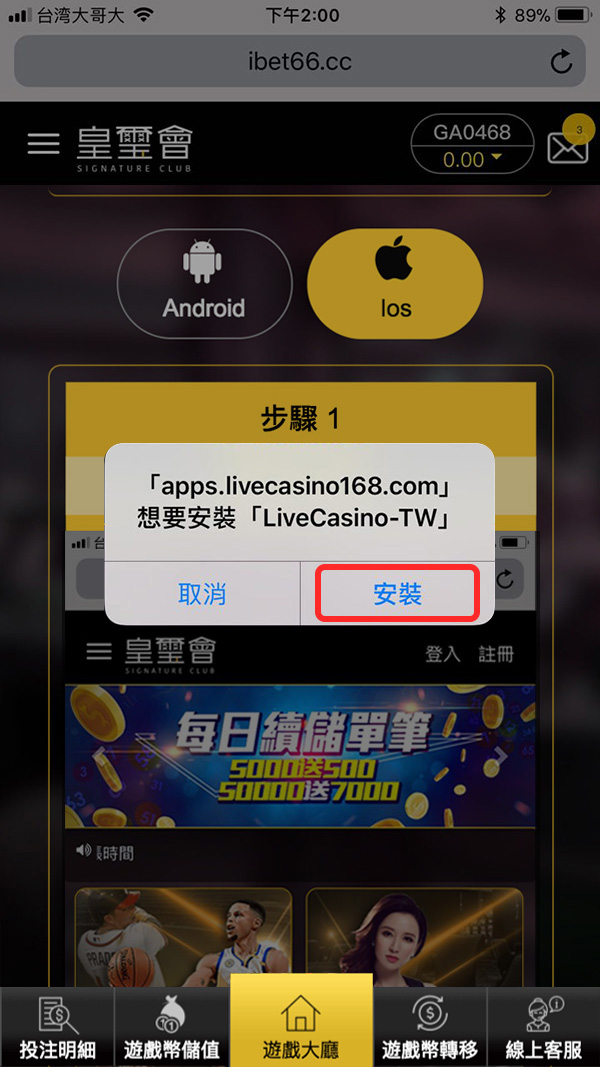 台湾大哥大
下午2:00
89%
ibet66.cc
皇璽會
SIGNATURE CLUB
GA0468
0.00
3
Android
Ios
步驟 1
「apps.livecasino168.com」
想要安裝「LiveCasino-TW」
取消
安裝
台
皇璽會
SIGNATURE CLUB
登入
註冊
每日續儲單筆
5000送500
50000送7000
時間
投注明細
遊戲幣儲值
遊戲大廳
遊戲幣轉移
線上客服